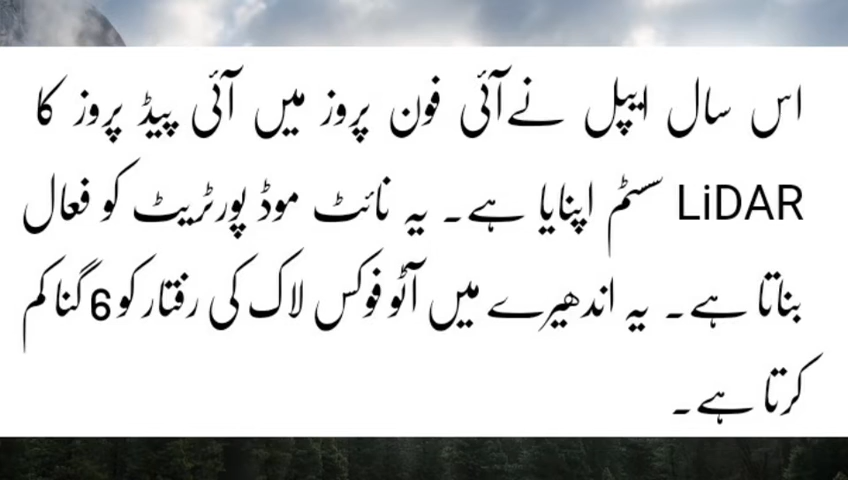 اس سال ایپل نے آئی فون پروز میں آئی پیڈ پروز کا
LiDAR سسٹم اپنایا ہے۔ یہ نائٹ موڈ پورٹریٹ کو فعال
بناتا ہے۔ یہ اندھیرے میں آٹو فوکس لاک کی رفتار کو 6 گنا کم
کرتا ہے۔